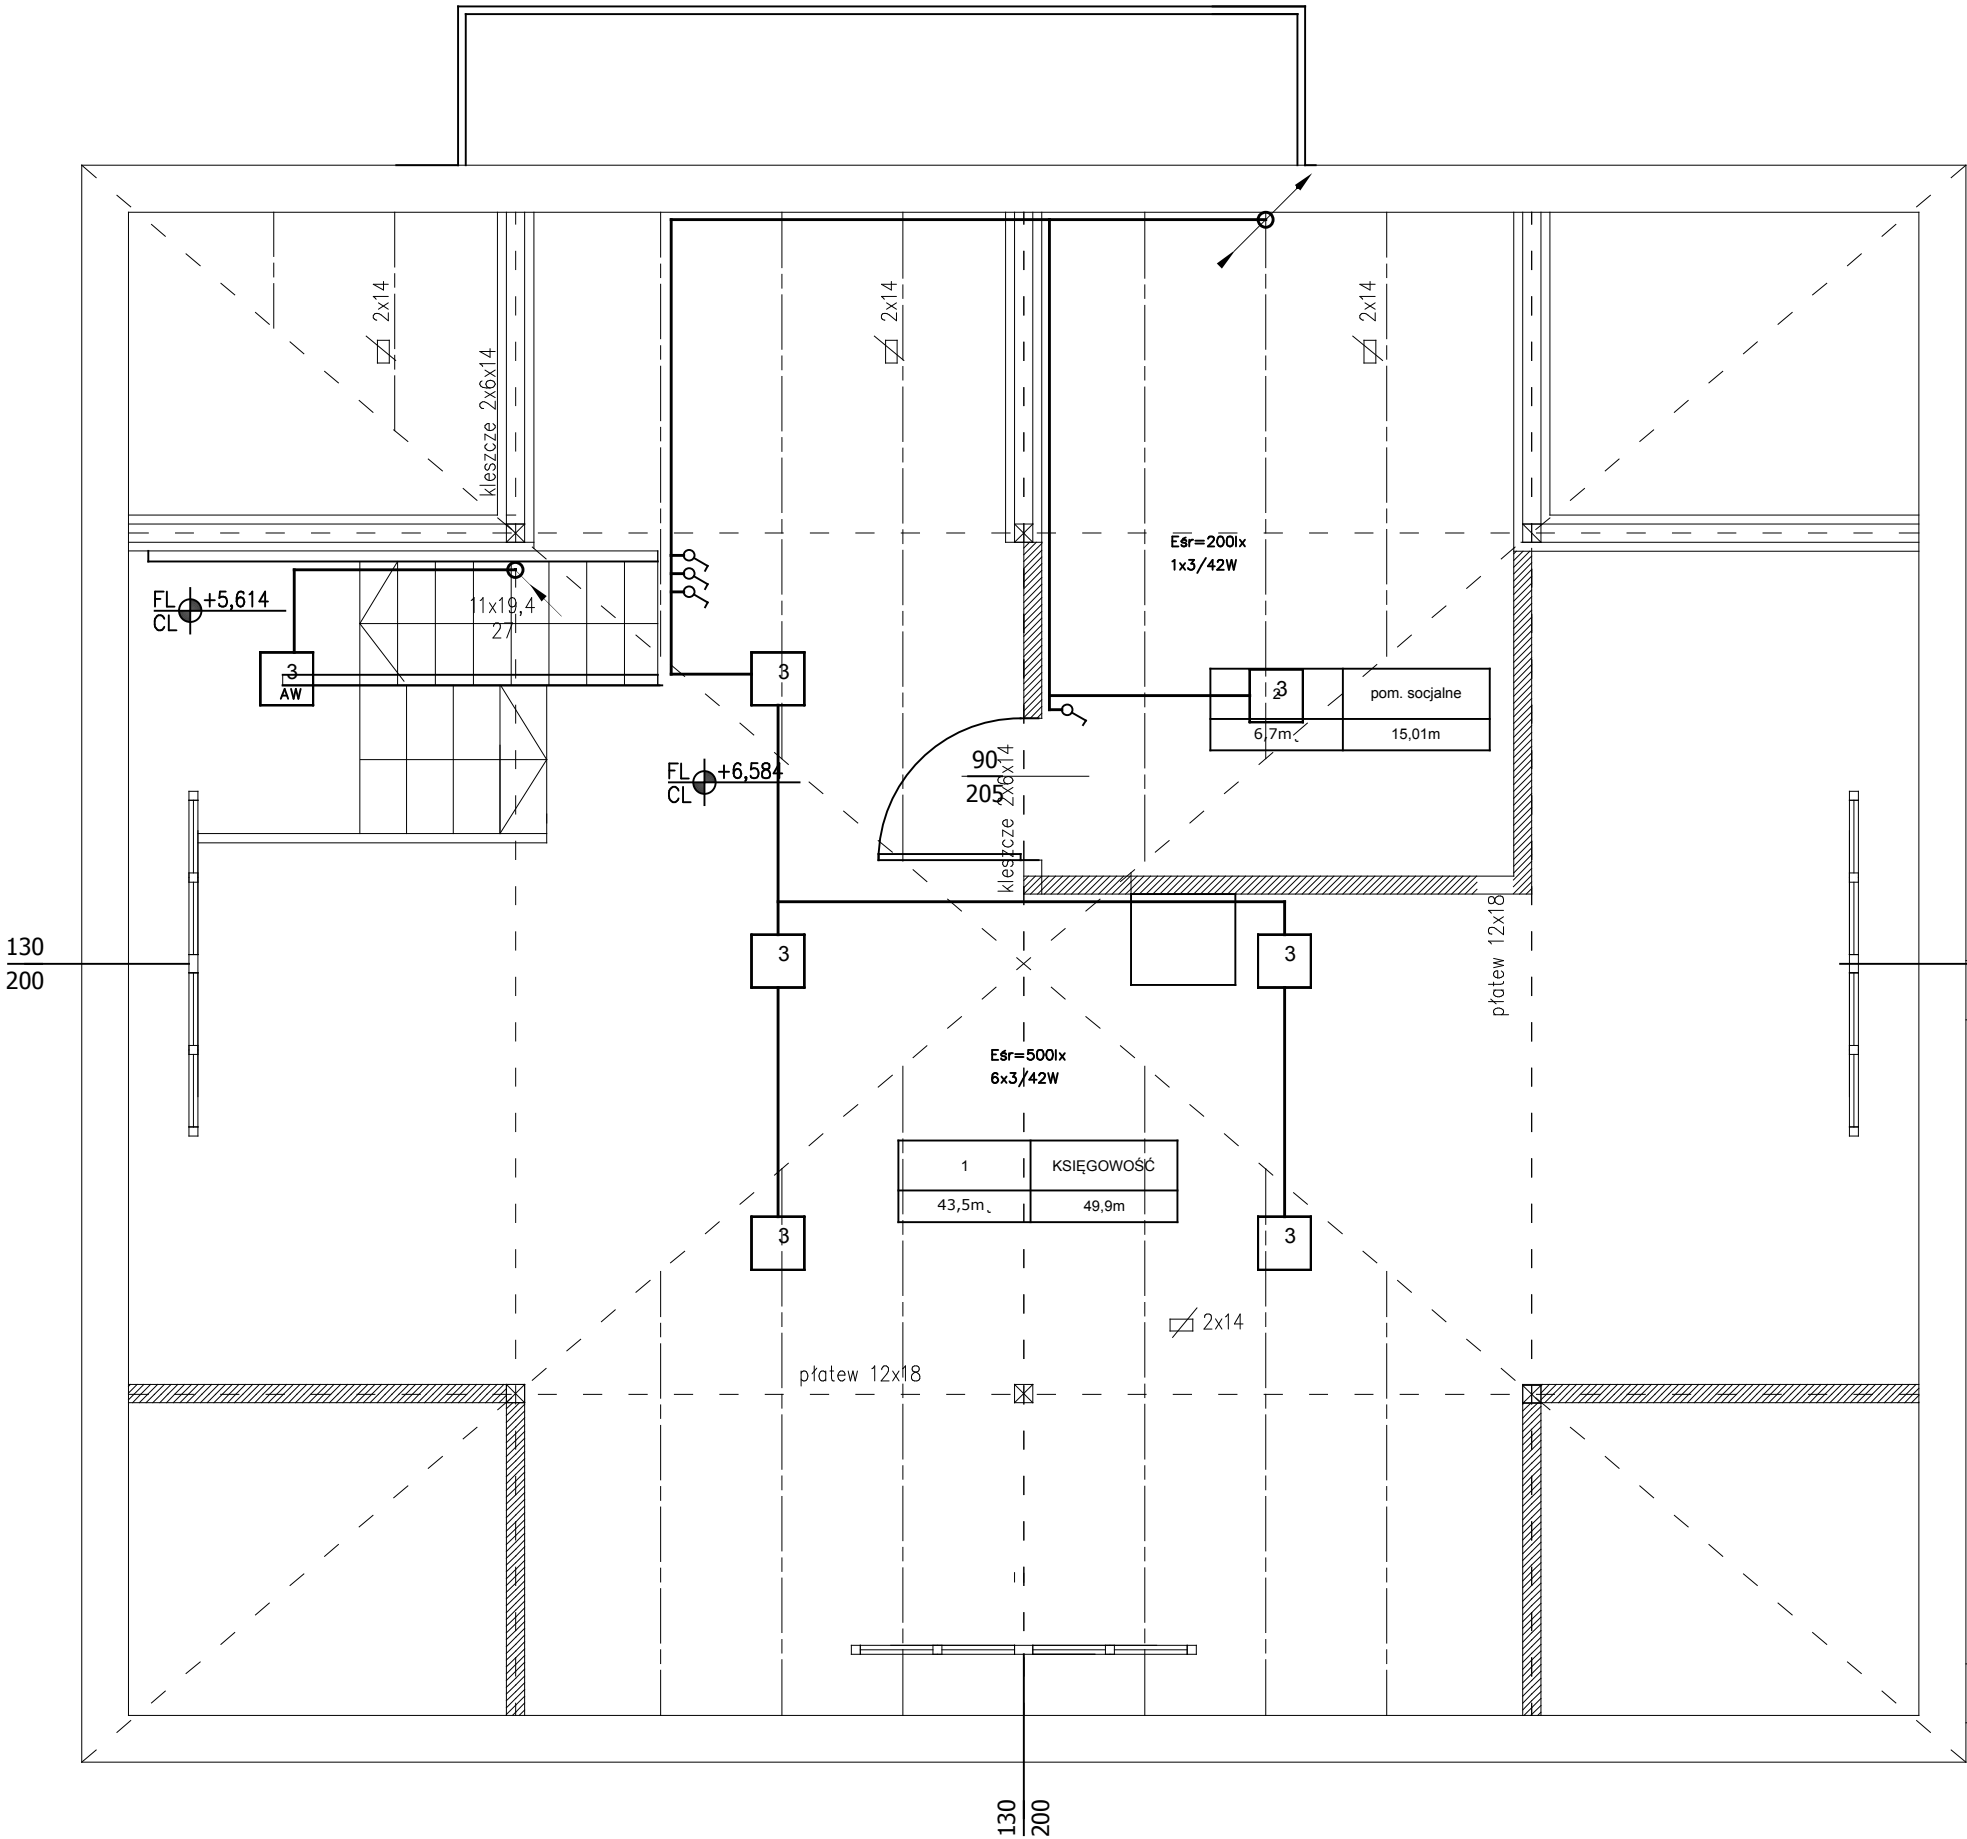 2x14
2x14
2x14
kleszcze 2x6x14
Eśr=200lx
1x3/42W
FL +5,614
CL
11x19,4
27
3
AW
3
3
2
pom. socjalne
6,7m
15,01m
FL +6,584
CL
90
205
kleszcze 2x6x14
płatew 12x18
130
200
3
3
Eśr=500lx
6x3/42W
1
KSIĘGOWOŚĆ
43,5m
49,9m
3
3
2x14
płatew 12x18
130
200